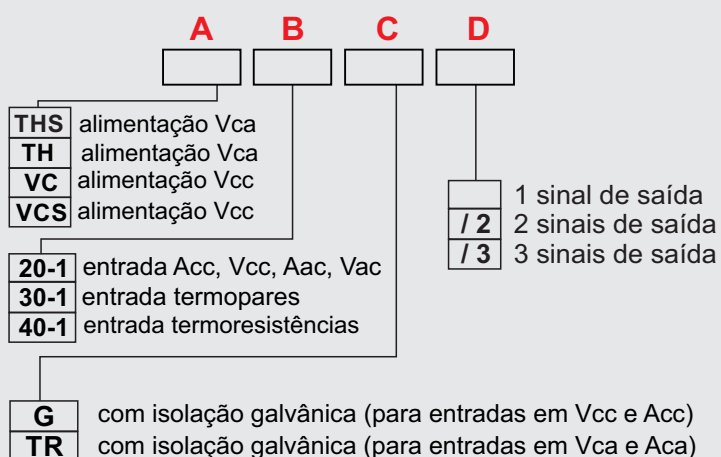 A B C D
THS alimentação Vca
TH alimentação Vca
VC alimentação Vcc
VCS alimentação Vcc
1 sinal de saída
/ 2 2 sinais de saída
/ 3 3 sinais de saída
20-1 entrada Acc, Vcc, Aac, Vac
30-1 entrada termopares
40-1 entrada termoresistências
G com isolação galvânica (para entradas em Vcc e Acc)
TR com isolação galvânica (para entradas em Vca e Aca)